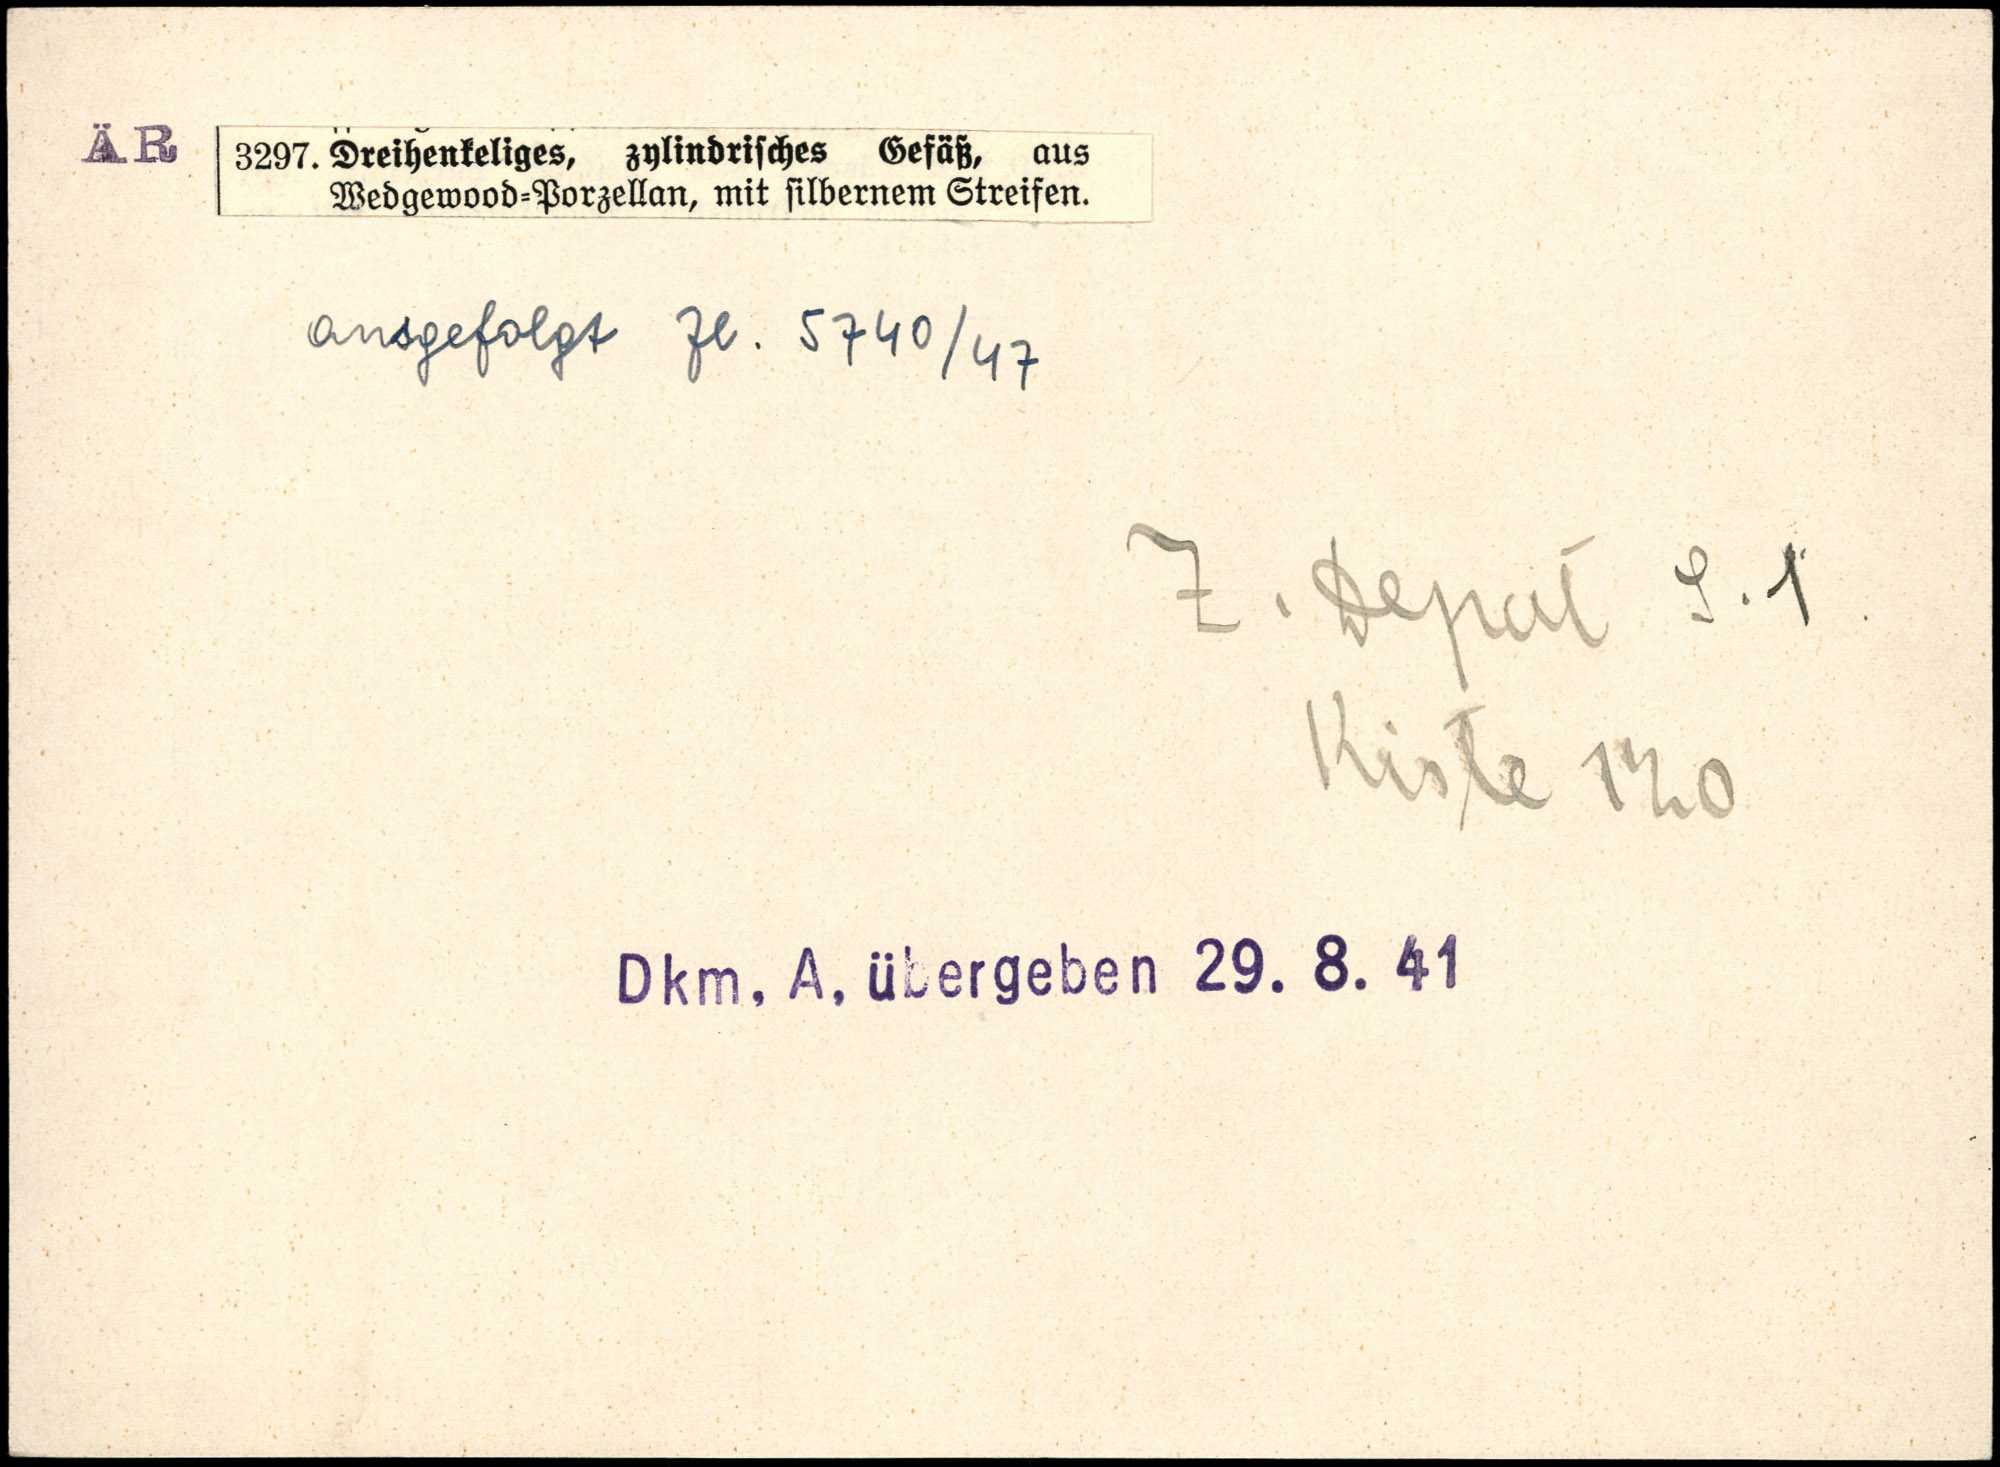 ÄR
3297. Dreihenkeliges, zylindrisches Gefäß, aus
Wedgewood-Porzellan, mit silbernem Streifen.
ausgefolgt Zl. 5740/47
Z. Depot S. 1
Kiste 120
Dkm. A. übergeben 29. 8. 41